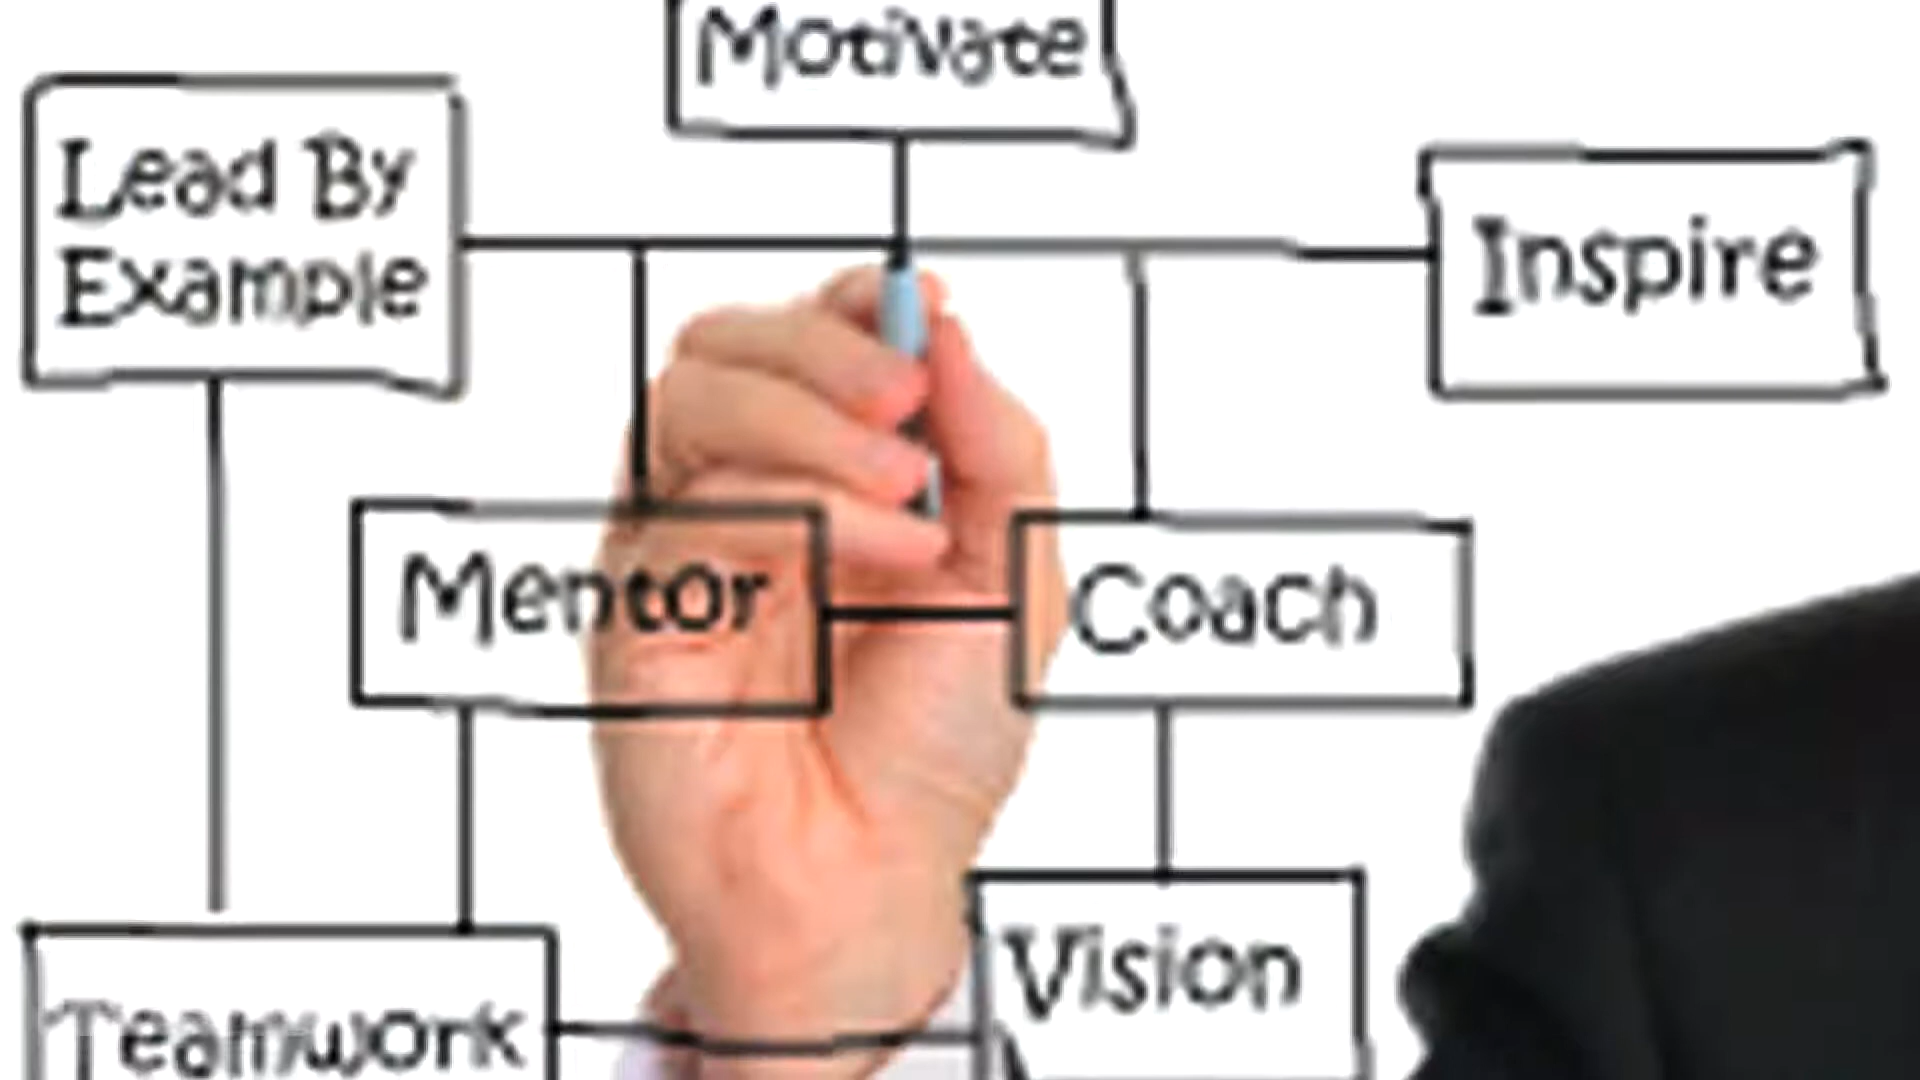 Motivate
Lead By
Example
Inspire
Mentor
Coach
Vision
Teamwork